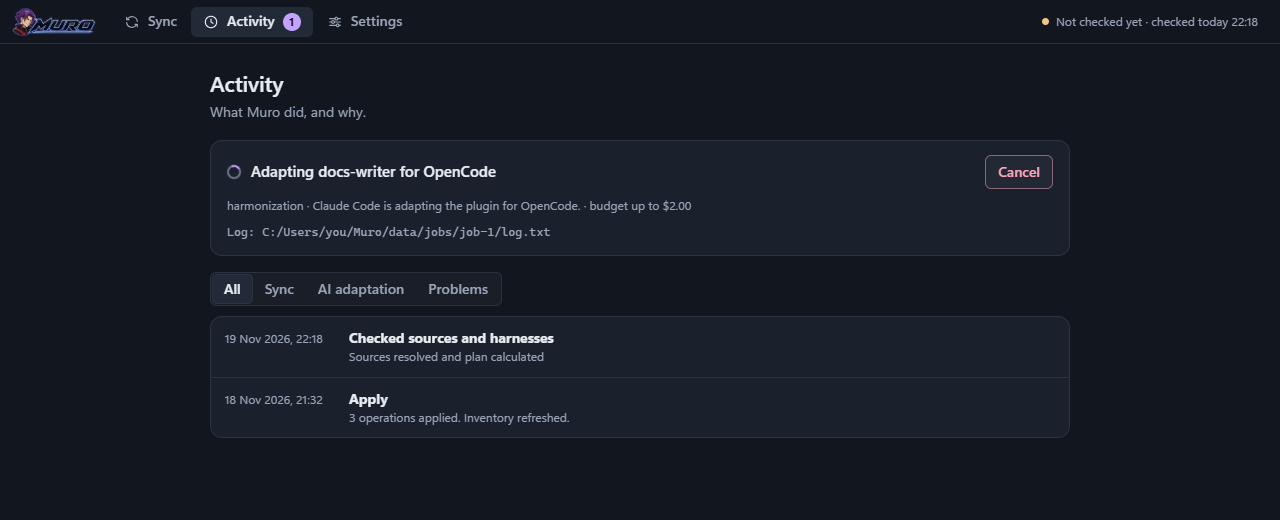 MURO
Sync
Activity 1
Settings
Not checked yet · checked today 22:18
Activity
What Muro did, and why.
Adapting docs-writer for OpenCode
Cancel
harmonization · Claude Code is adapting the plugin for OpenCode. · budget up to $2.00
Log: C:/Users/you/Muro/data/jobs/job-1/log.txt
All
Sync
AI adaptation
Problems
19 Nov 2026, 22:18
Checked sources and harnesses
Sources resolved and plan calculated
18 Nov 2026, 21:32
Apply
3 operations applied. Inventory refreshed.